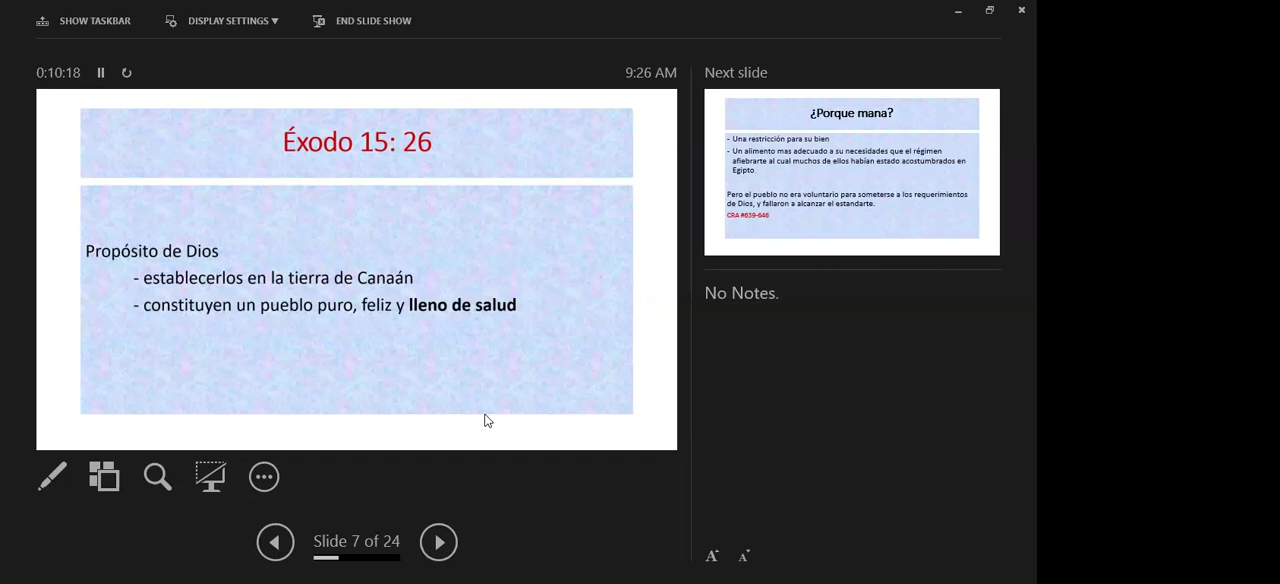 SHOW TASKBAR
DISPLAY SETTINGS ▼
END SLIDE SHOW
0:10:18
9:26 AM
Éxodo 15: 26
Propósito de Dios
- establecerlos en la tierra de Canaán
- constituyen un pueblo puro, feliz y lleno de salud
Next slide
¿Porque mana?
- Una restricción para su bien
- Un alimento mas adecuado a su necesidades que el régimen
afiebrarte al cual muchos de ellos habían estado acostumbrados en
Egipto
Pero el pueblo no era voluntario para someterse a los requerimientos
de Dios, y fallaron a alcanzar el estandarte.
CRA #639-646
No Notes.
Slide 7 of 24
A A